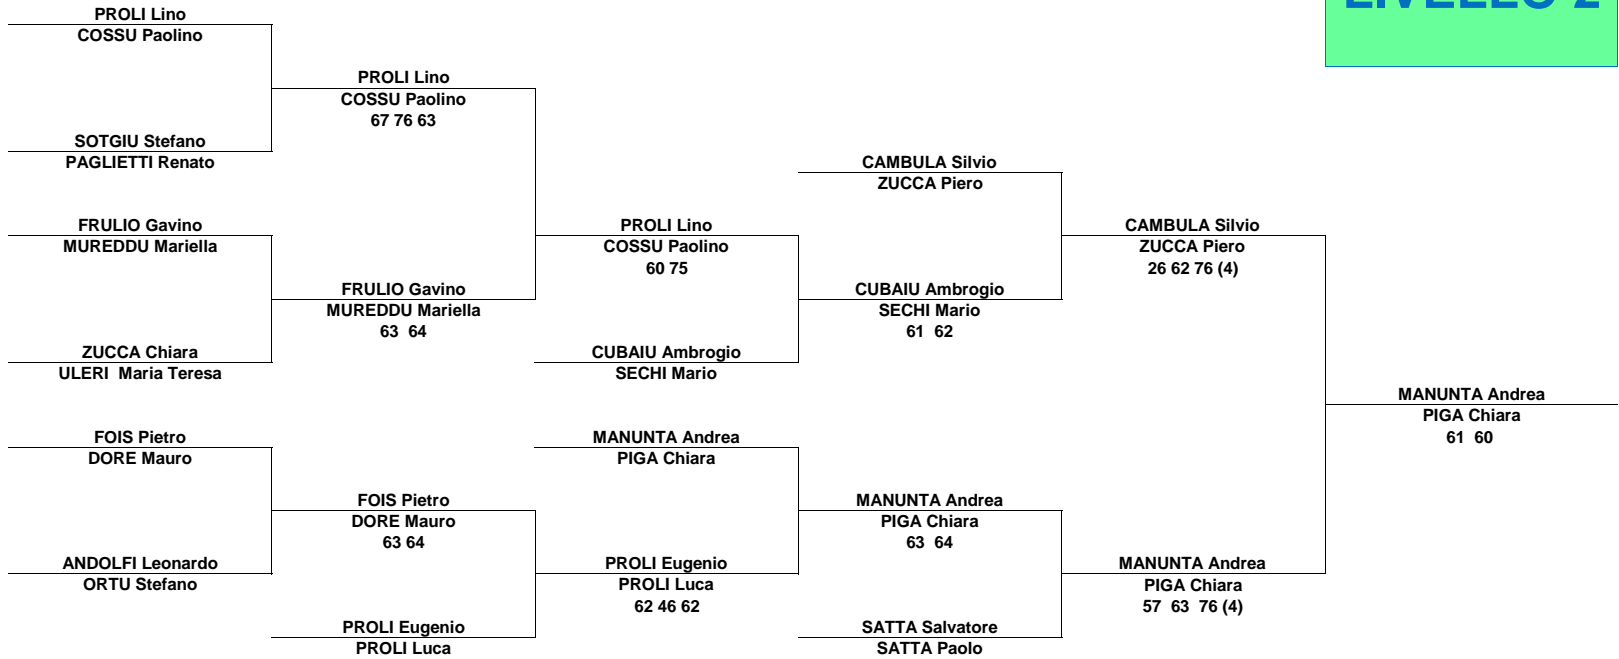 LIVELLO 2
PROLI Lino
COSSU Paolino
PROLI Lino
COSSU Paolino
67 76 63
SOTGIU Stefano
PAGLIETTI Renato
CAMBULA Silvio
ZUCCA Piero
FRULIO Gavino
MUREDDU Mariella
PROLI Lino
COSSU Paolino
60 75
CAMBULA Silvio
ZUCCA Piero
26 62 76 (4)
FRULIO Gavino
MUREDDU Mariella
63 64
CUBAIU Ambrogio
SECHI Mario
61 62
ZUCCA Chiara
ULERI Maria Teresa
CUBAIU Ambrogio
SECHI Mario
MANUNTA Andrea
PIGA Chiara
61 60
FOIS Pietro
DORE Mauro
MANUNTA Andrea
PIGA Chiara
FOIS Pietro
DORE Mauro
63 64
MANUNTA Andrea
PIGA Chiara
63 64
ANDOLFI Leonardo
ORTU Stefano
PROLI Eugenio
PROLI Luca
62 46 62
MANUNTA Andrea
PIGA Chiara
57 63 76 (4)
PROLI Eugenio
PROLI Luca
SATTA Salvatore
SATTA Paolo